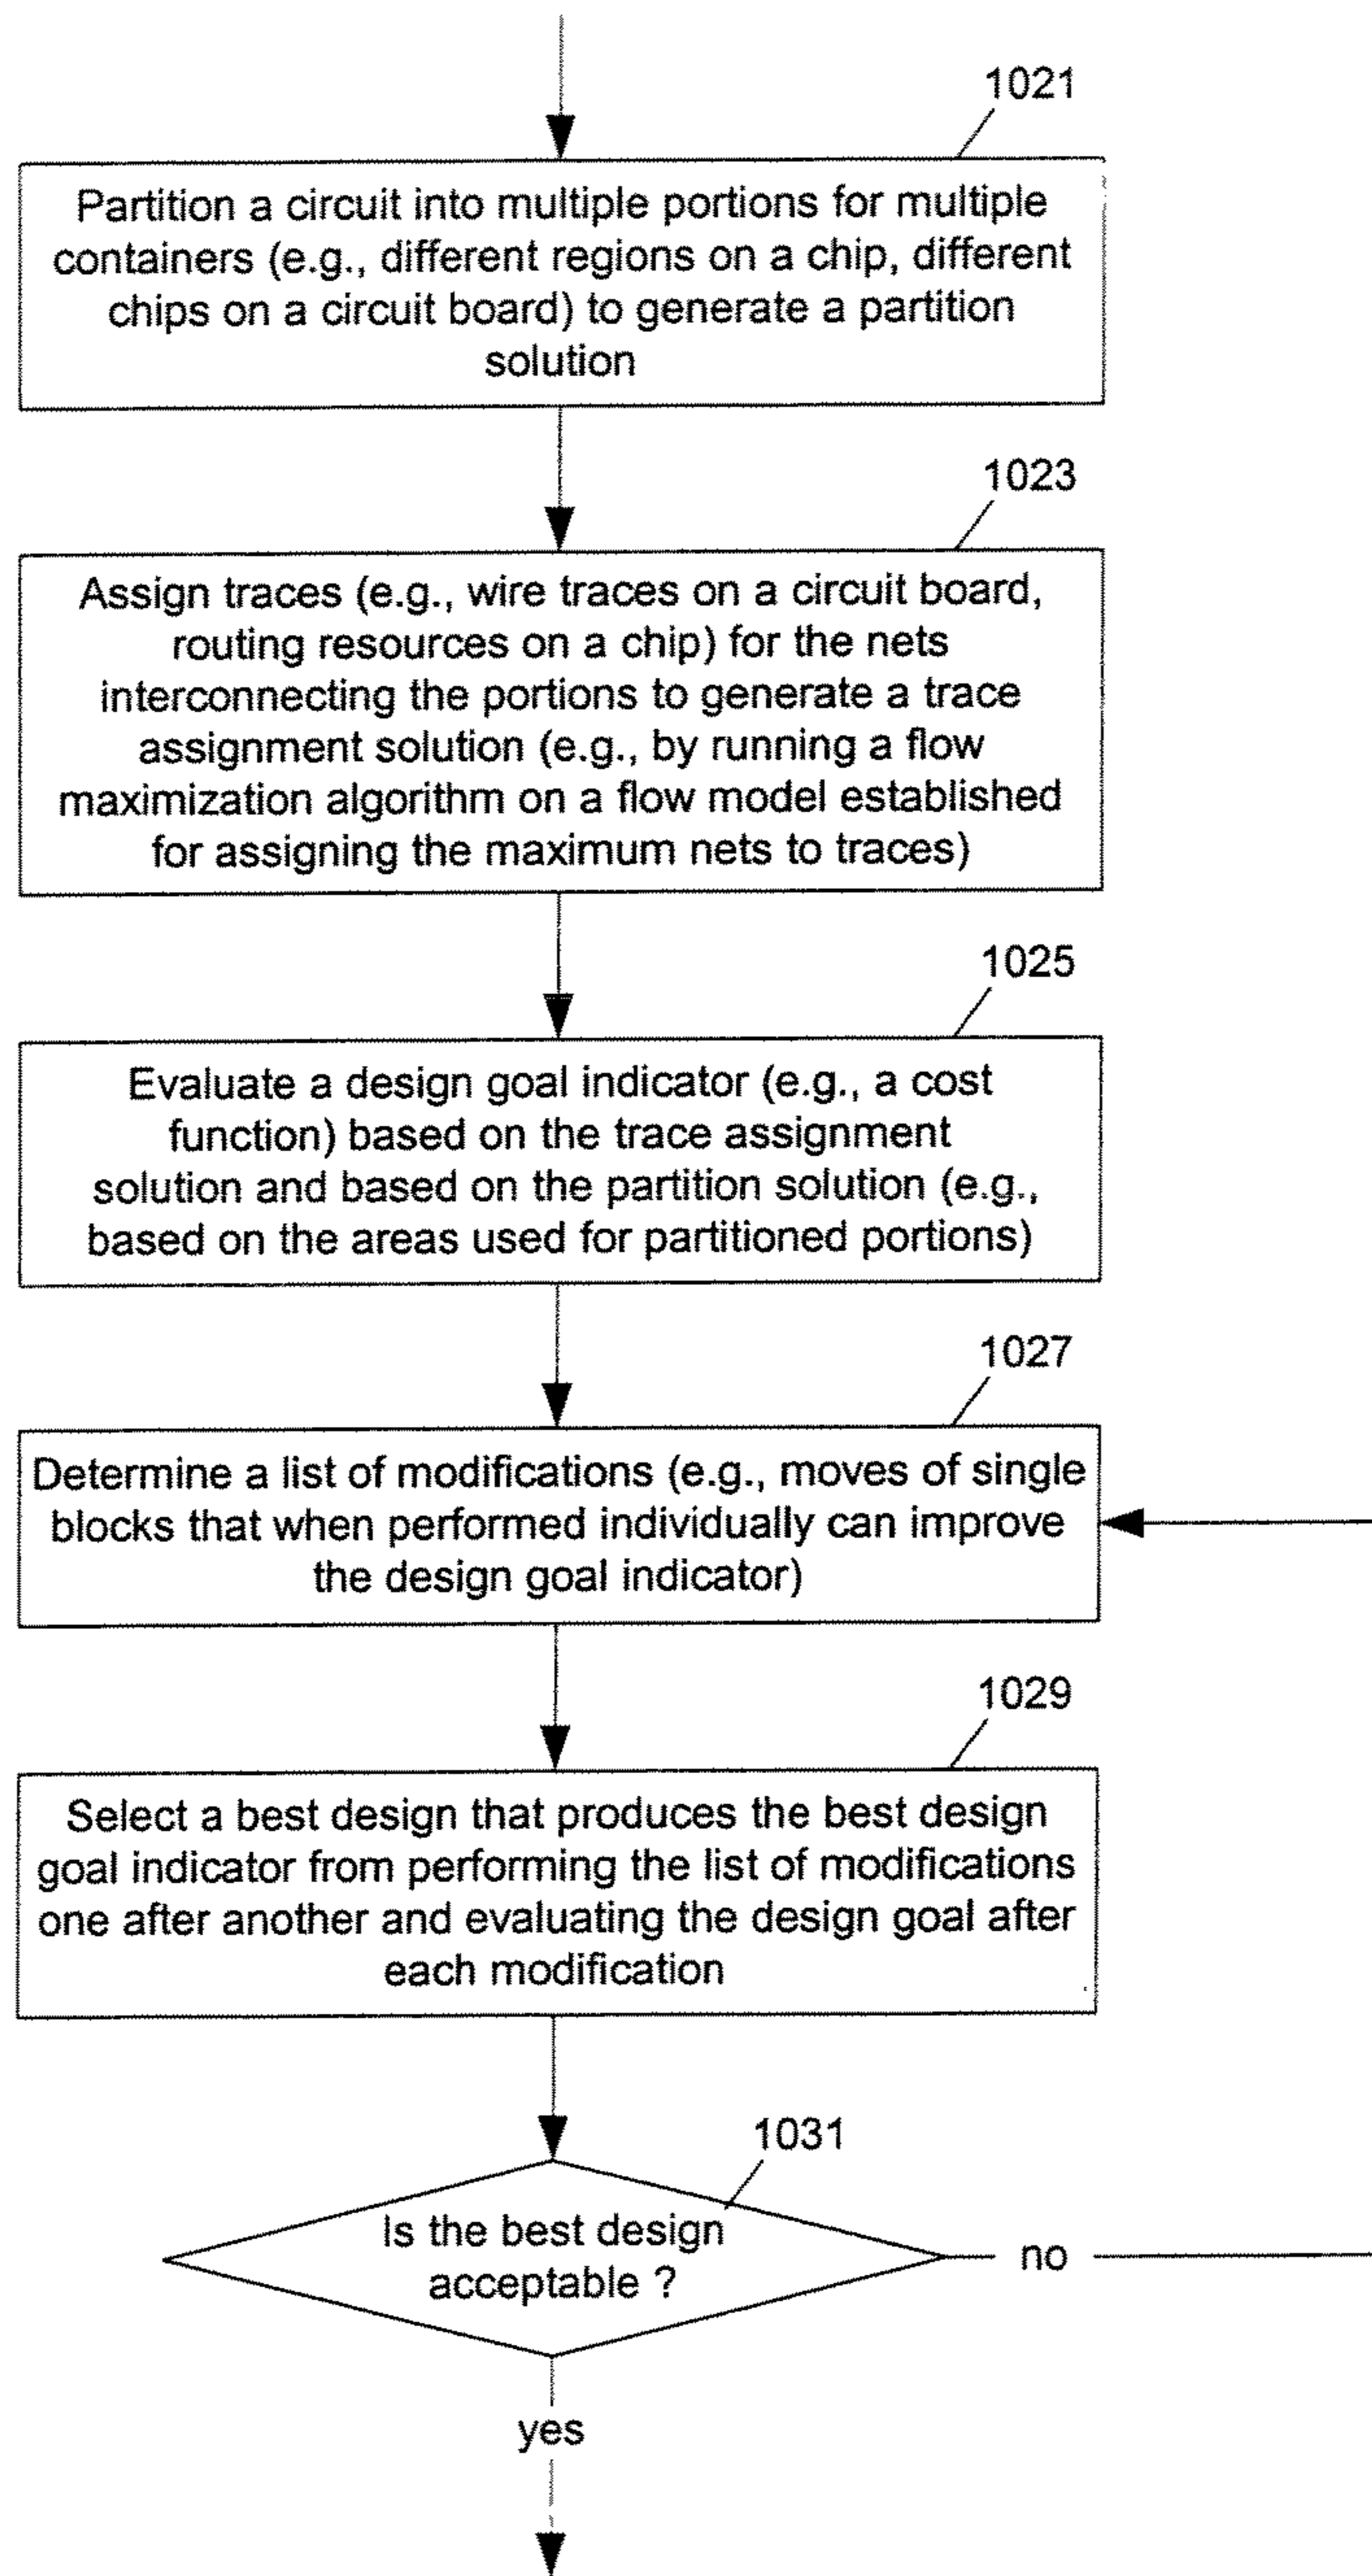 1021
Partition a circuit into multiple portions for multiple
containers (e.g., different regions on a chip, different
chips on a circuit board) to generate a partition
solution
1023
Assign traces (e.g., wire traces on a circuit board,
routing resources on a chip) for the nets
interconnecting the portions to generate a trace
assignment solution (e.g., by running a flow
maximization algorithm on a flow model established
for assigning the maximum nets to traces)
1025
Evaluate a design goal indicator (e.g., a cost
function) based on the trace assignment
solution and based on the partition solution (e.g.,
based on the areas used for partitioned portions)
1027
Determine a list of modifications (e.g., moves of single
blocks that when performed individually can improve
the design goal indicator)
1029
Select a best design that produces the best design
goal indicator from performing the list of modifications
one after another and evaluating the design goal after
each modification
1031
Is the best design
acceptable ?
no
yes